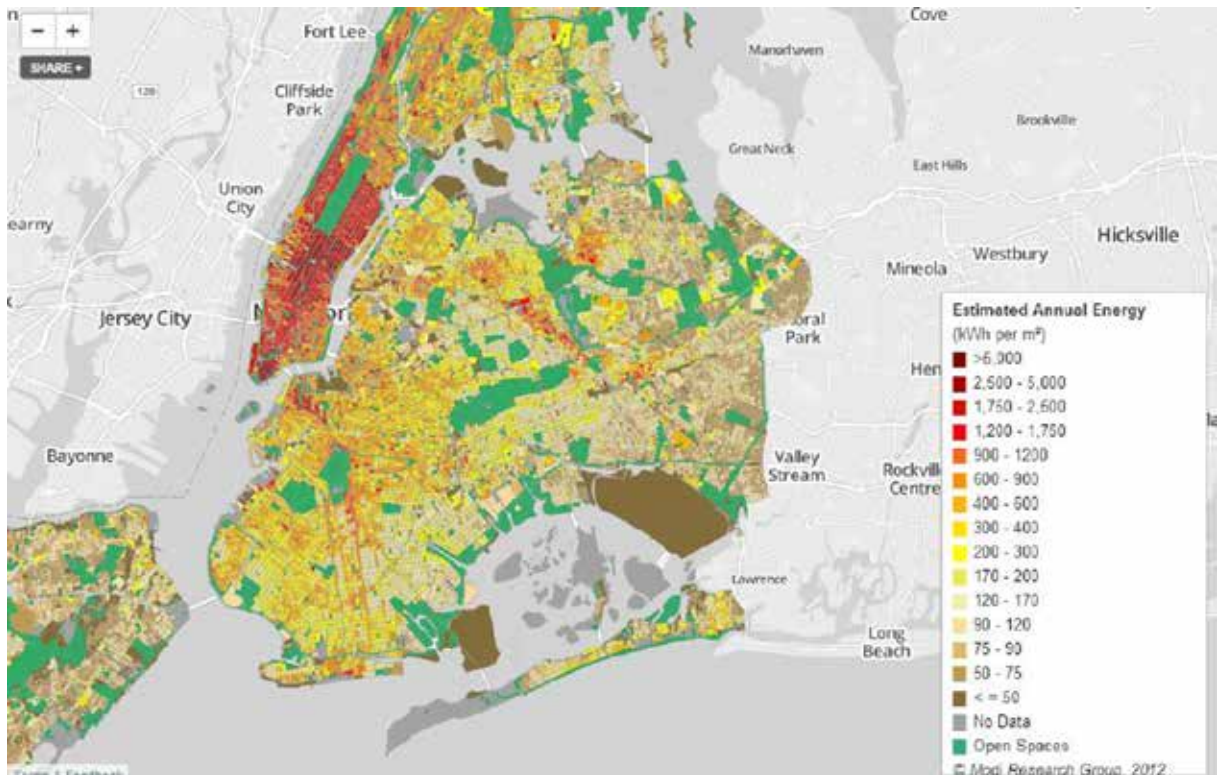 −
+
SHARE+
Fort Lee
Cliffside
Park
Union
City
earny
Jersey City
Bayonne
Cove
Manorhaven
Great Neck
Brookville
East Hills
Hicksville
Westbury
Mineola
oral
Park
Hen
Valley
Stream
Rockvill
Centre
Lawrence
Long
Beach
Estimated Annual Energy
(kWh per m²)
>5,000
2,500 - 5,000
1,750 - 2,500
1,200 - 1,750
900 - 1200
600 - 900
400 - 600
300 - 400
200 - 300
170 - 200
120 - 170
90 - 120
75 - 90
50 - 75
< = 50
No Data
Open Spaces
© Modi Research Group, 2012